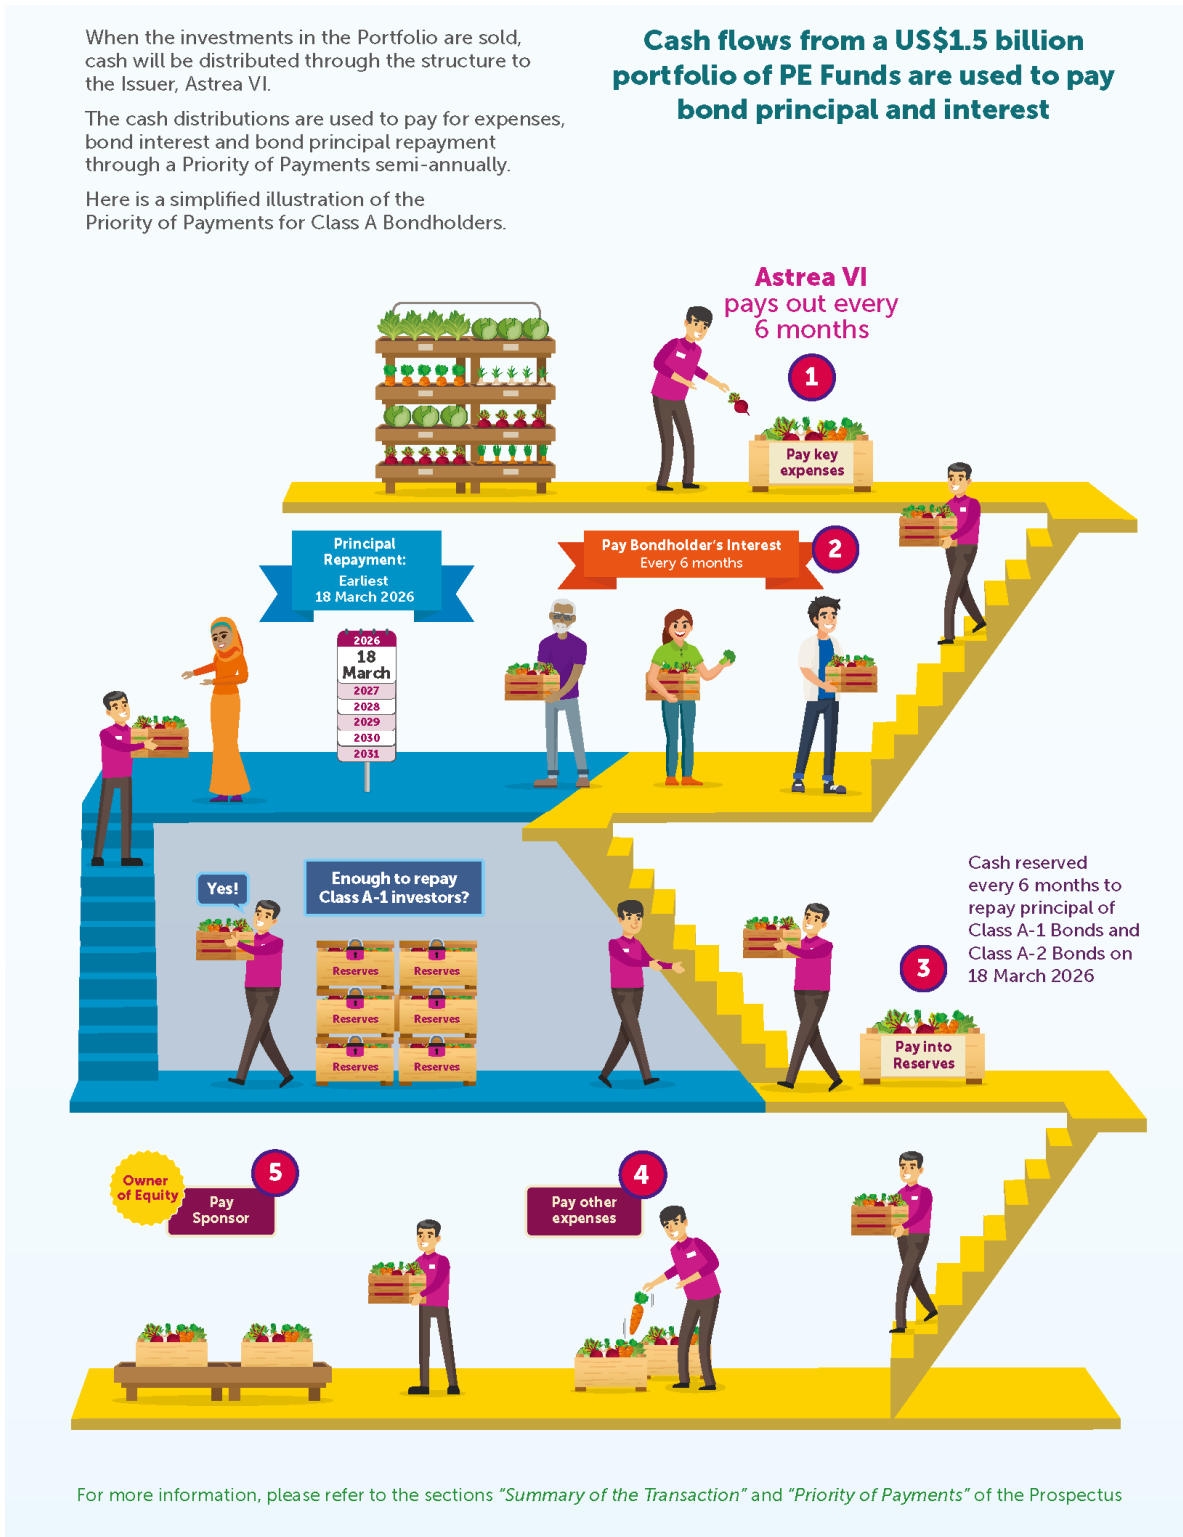 When the investments in the Portfolio are sold,
cash will be distributed through the structure to
the Issuer, Astrea VI.
The cash distributions are used to pay for expenses,
bond interest and bond principal repayment
through a Priority of Payments semi-annually.
Here is a simplified illustration of the
Priority of Payments for Class A Bondholders.
Cash flows from a US$1.5 billion
portfolio of PE Funds are used to pay
bond principal and interest
Astrea VI
pays out every
6 months
1
Pay key
expenses
Principal
Repayment:
Earliest
18 March 2026
Pay Bondholder's Interest
Every 6 months
2
2026
18
March
2027
2028
2029
2030
2031
Yes!
Enough to repay
Class A-1 investors?
Reserves
Reserves
Reserves
Reserves
Reserves
Reserves
Cash reserved
every 6 months to
repay principal of
Class A-1 Bonds and
Class A-2 Bonds on
18 March 2026
3
Pay into
Reserves
Owner
of Equity
5
Pay
Sponsor
4
Pay other
expenses
For more information, please refer to the sections "Summary of the Transaction" and "Priority of Payments" of the Prospectus